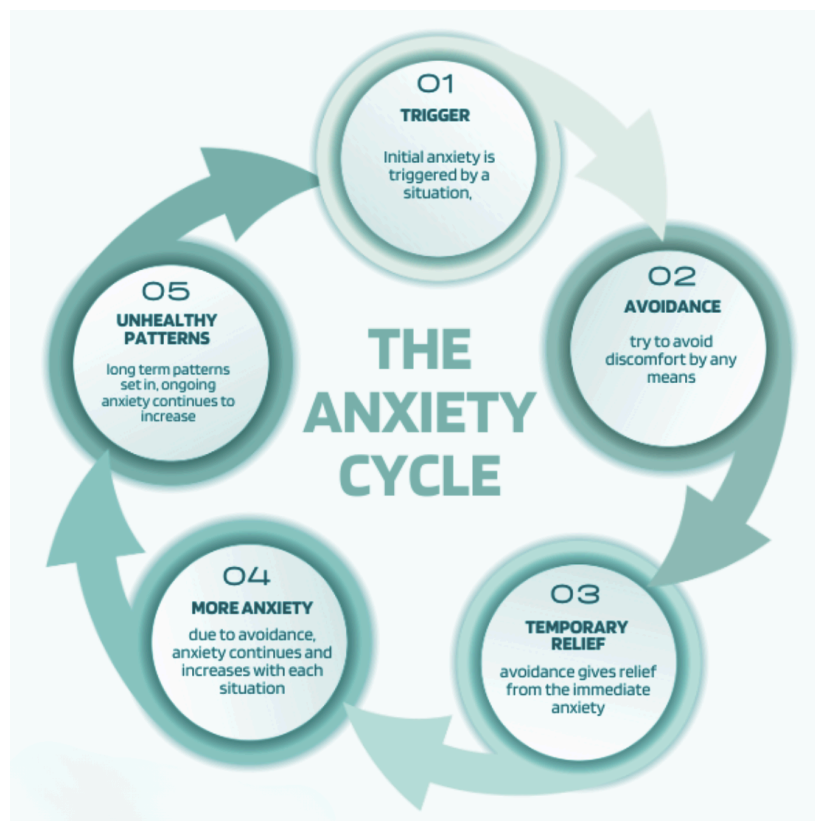 01
TRIGGER
Initial anxiety is
triggered by a
situation,
02
AVOIDANCE
try to avoid
discomfort by any
means
03
TEMPORARY
RELIEF
avoidance gives relief
from the immediate
anxiety
04
MORE ANXIETY
due to avoidance,
anxiety continues and
increases with each
situation
05
UNHEALTHY
PATTERNS
long term patterns
set in, ongoing
anxiety continues to
increase
THE
ANXIETY
CYCLE